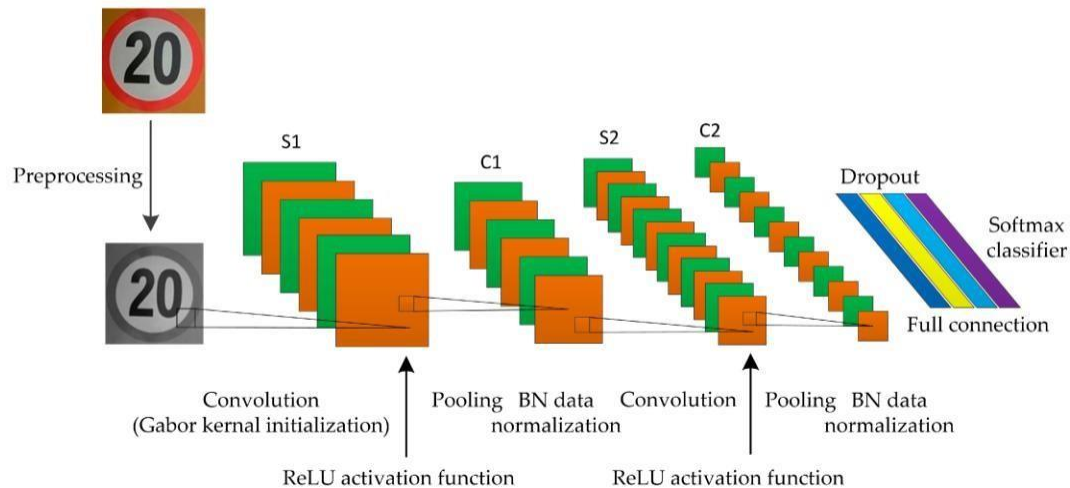 20
Preprocessing
20
S1
C1
S2
C2
Dropout
Softmax
classifier
Full connection
Convolution
(Gabor kernal initialization)
Pooling
BN data
normalization
Convolution
Pooling
BN data
normalization
ReLU activation function
ReLU activation function